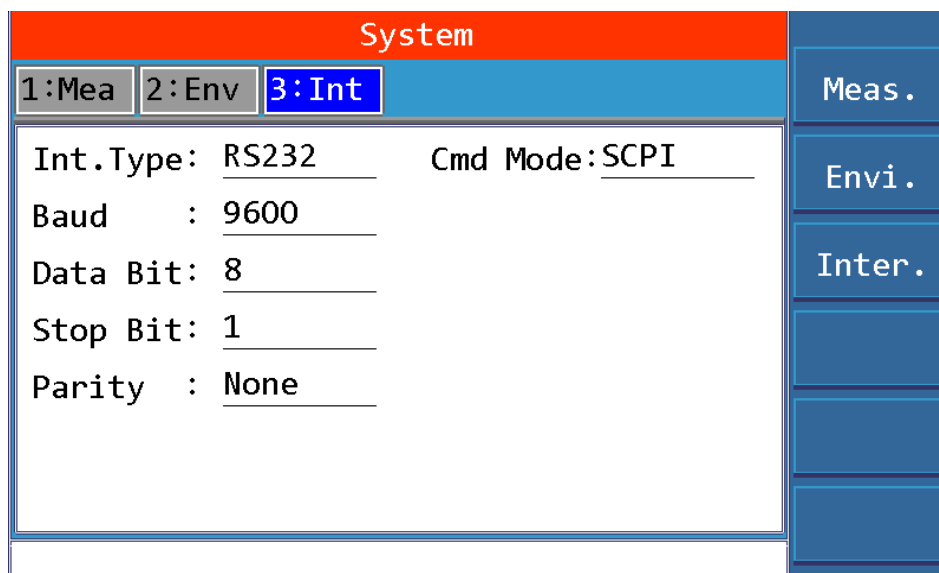 System
1:Mea 2:Env 3:Int
Int.Type: RS232 Cmd Mode:SCPI
Baud : 9600
Data Bit: 8
Stop Bit: 1
Parity : None
Meas.
Envi.
Inter.